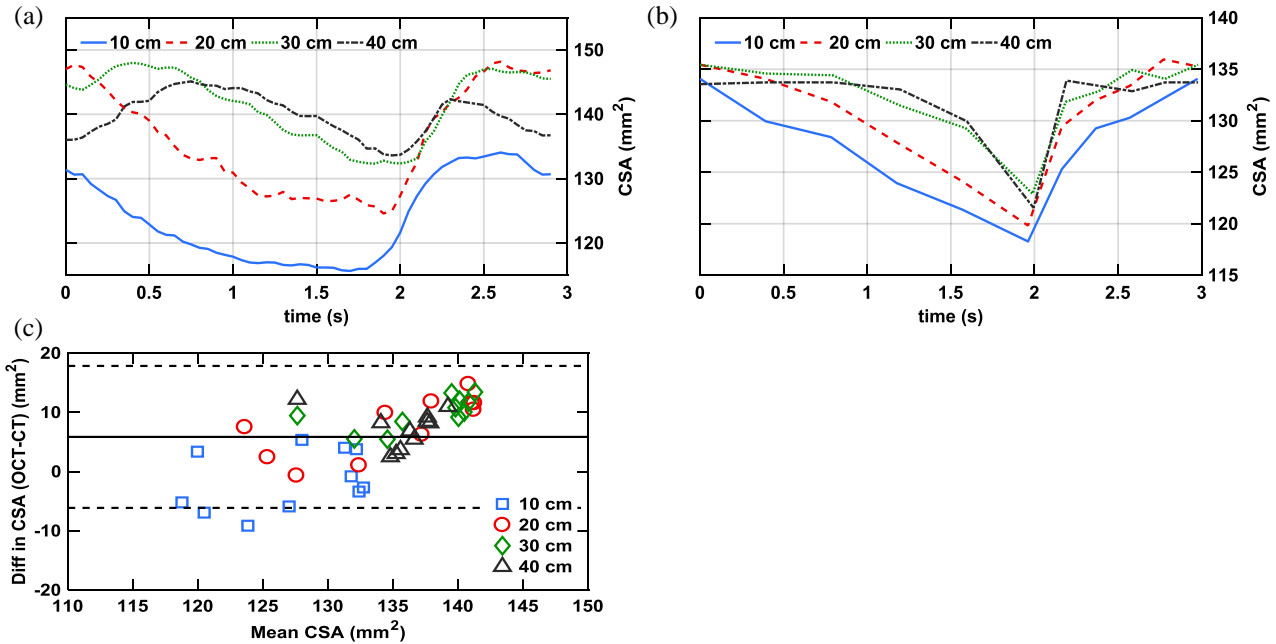 (a)
10 cm 20 cm 30 cm 40 cm
150
140
130
120
CSA (mm²)
0 0.5 1 1.5 2 2.5 3
time (s)
(b)
10 cm 20 cm 30 cm 40 cm
140
135
130
125
120
115
CSA (mm²)
0 0.5 1 1.5 2 2.5 3
time (s)
(c)
20
10
0
-10
-20
Diff in CSA (OCT-CT) (mm²)
10 cm
20 cm
30 cm
40 cm
110 115 120 125 130 135 140 145 150
Mean CSA (mm²)